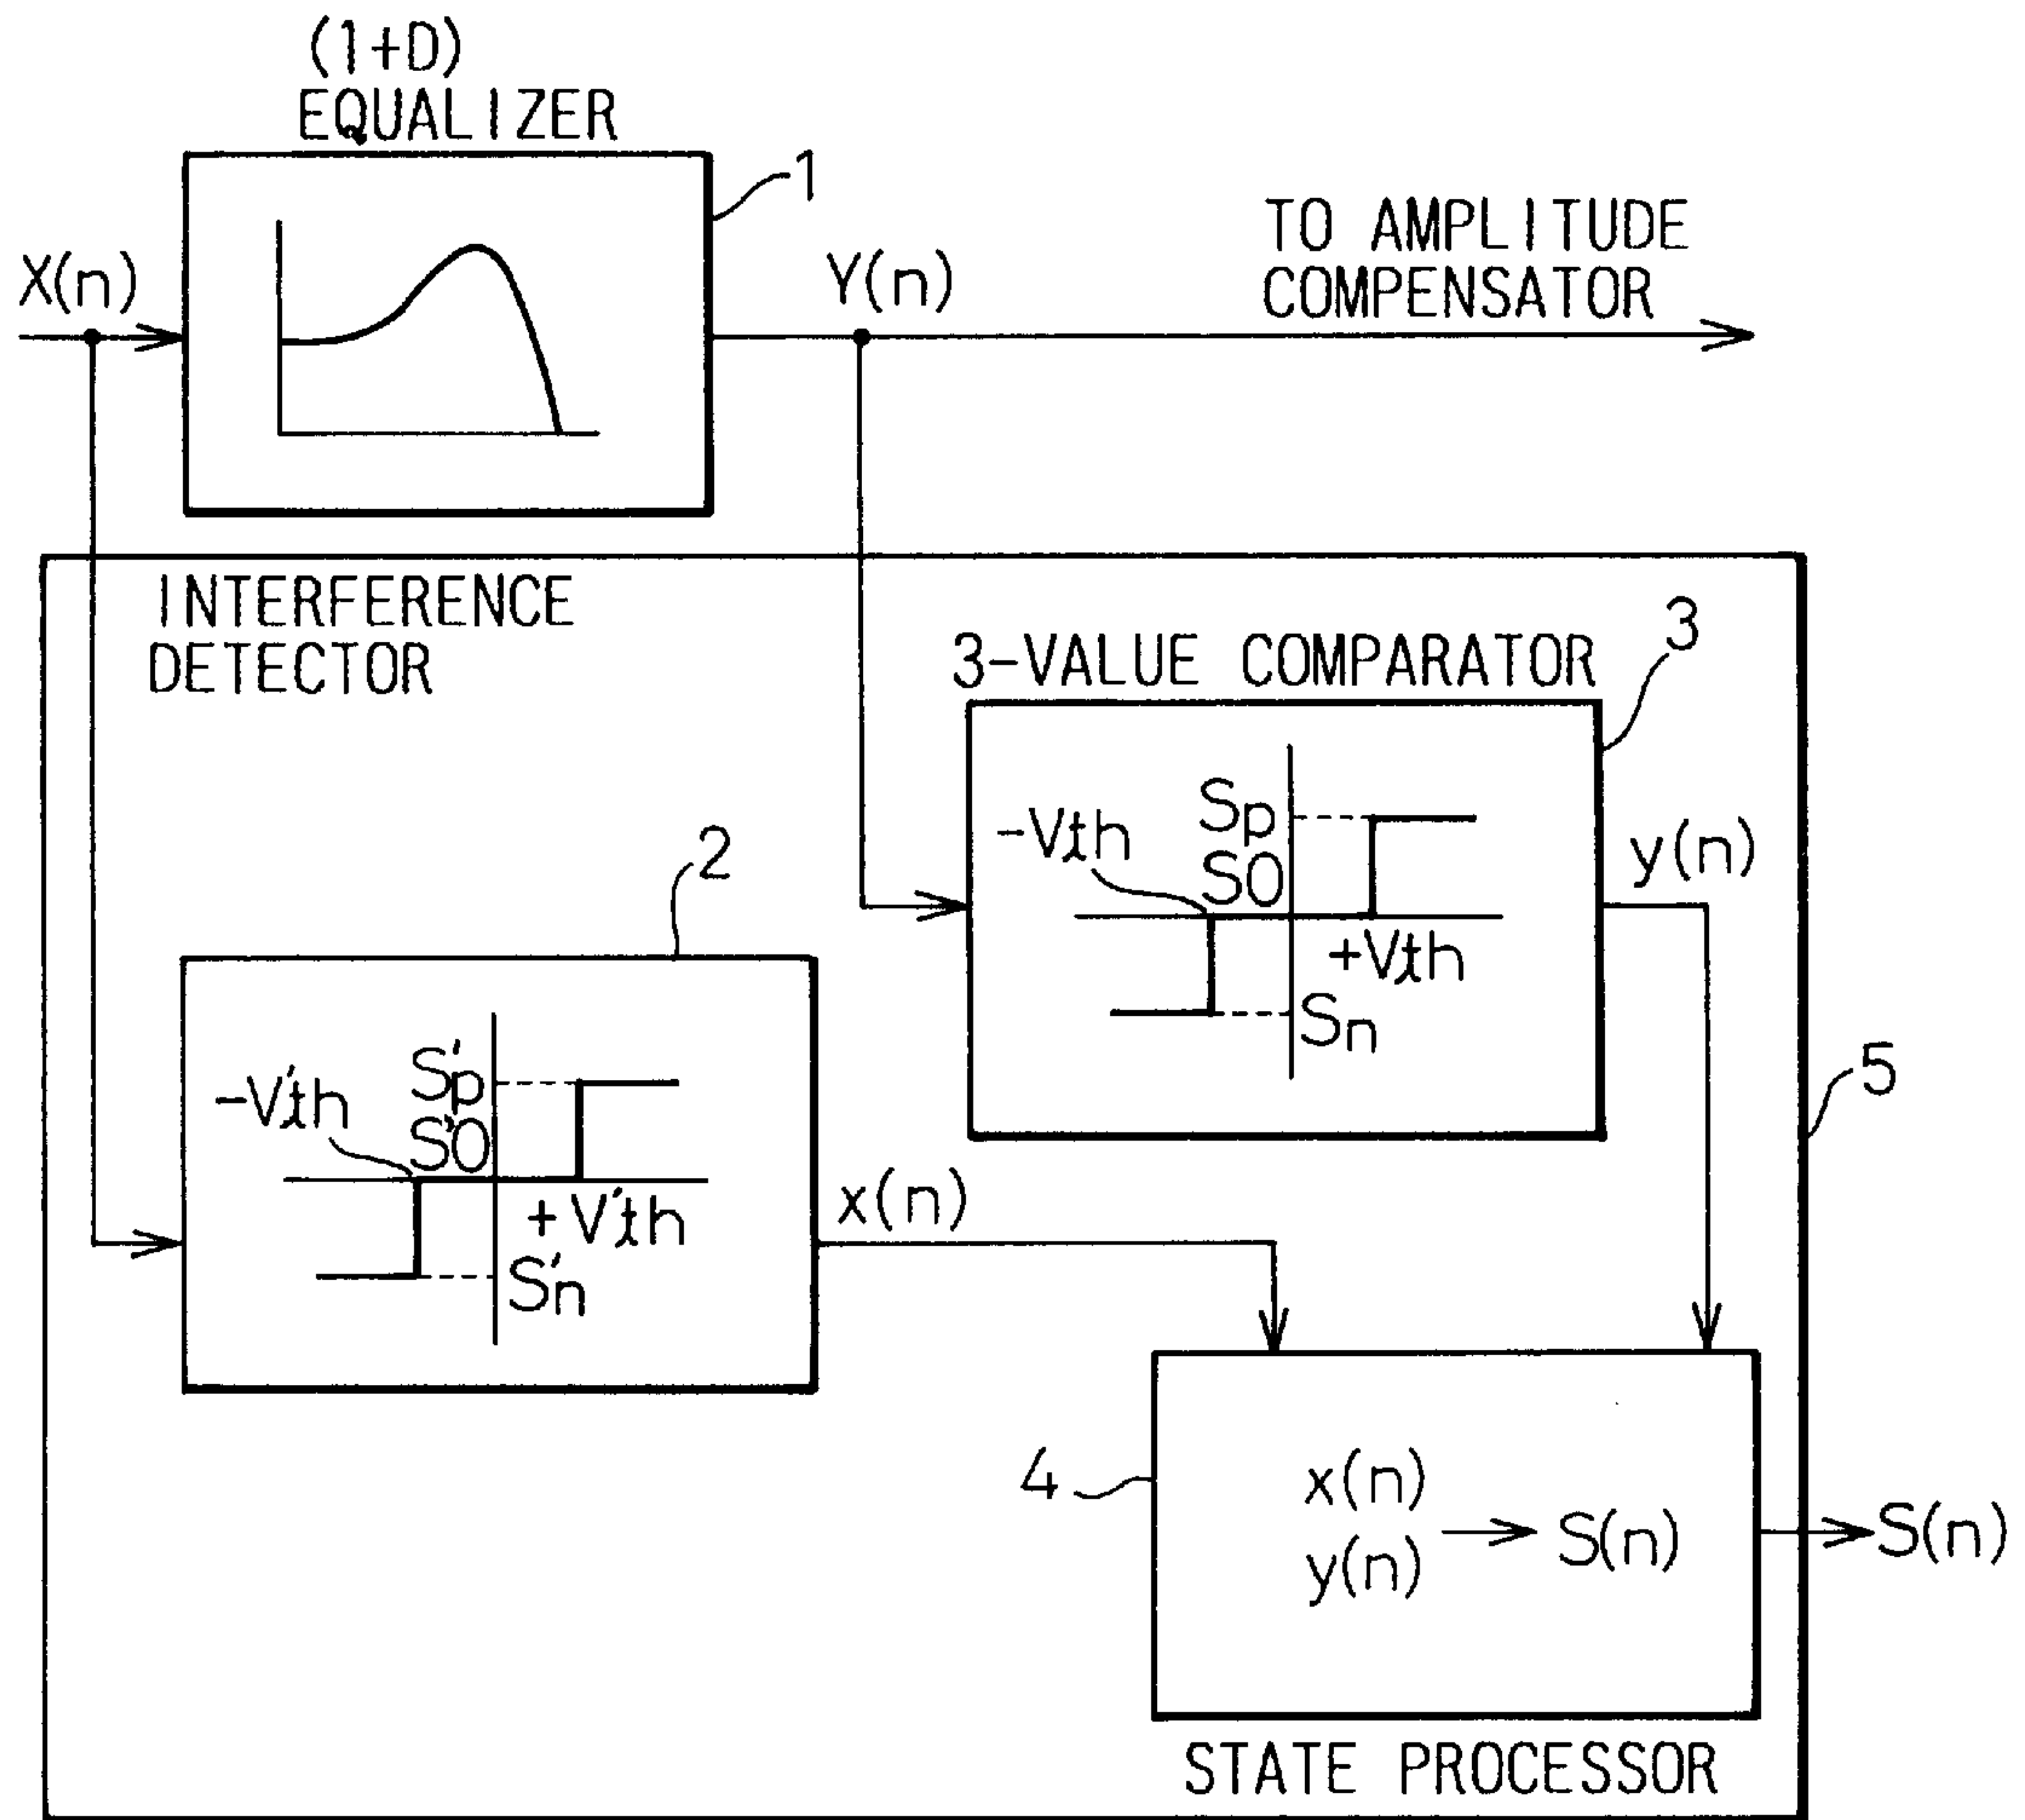 (1+D)
EQUALIZER
1
X(n)
Y(n)
TO AMPLITUDE
COMPENSATOR
INTERFERENCE
DETECTOR
3-VALUE COMPARATOR
3
-Vth
Sp
S0
+Vth
Sn
y(n)
2
-V'th
S'p
S'0
+V'th
S'n
x(n)
5
4
x(n)
y(n)
S(n)
S(n)
STATE PROCESSOR